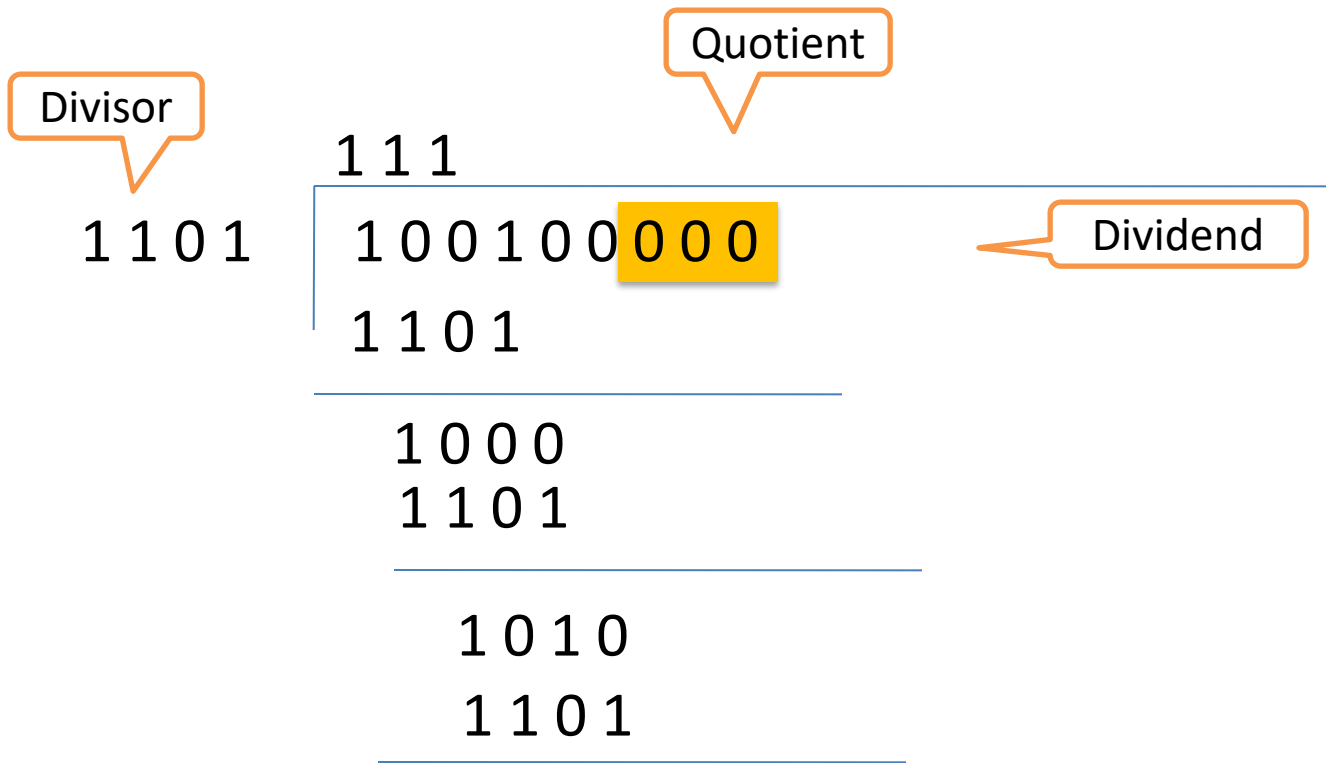 Quotient
Divisor
1 1 1
1 1 0 1
1 0 0 1 0 0 0 0 0
Dividend
1 1 0 1
1 0 0 0
1 1 0 1
1 0 1 0
1 1 0 1